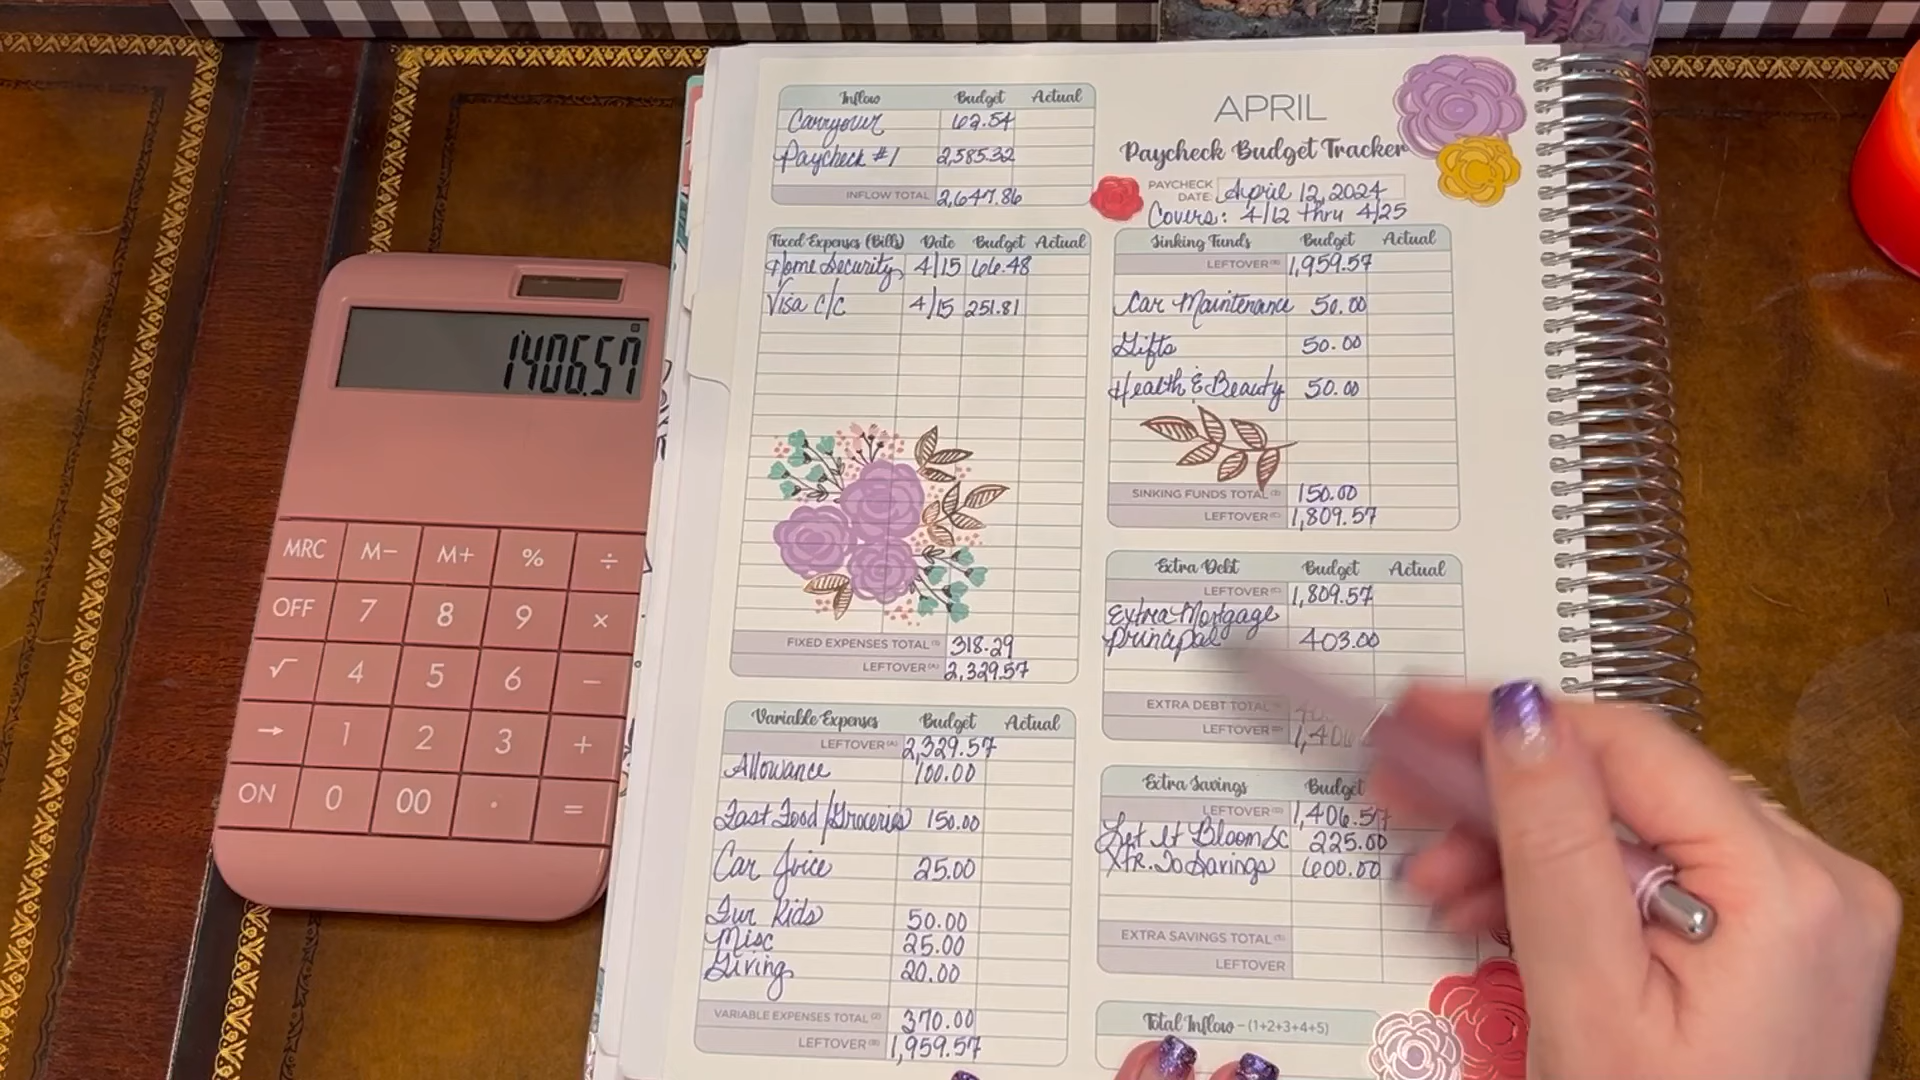 Inflow Budget Actual
Carryover 62.54
Paycheck #1 2,585.32
INFLOW TOTAL 2,647.86
APRIL
Paycheck Budget Tracker
PAYCHECK DATE: April 12, 2024
Covers: 4/12 thru 4/25
Fixed Expenses (Bills) Date Budget Actual
Home Security 4/15 66.48
Visa c/c 4/15 251.81
FIXED EXPENSES TOTAL (1) 318.29
LEFTOVER (A) 2,329.57
Variable Expenses Budget Actual
LEFTOVER (A) 2,329.57
Allowance 100.00
Fast Food/Groceries 150.00
Car Juice 25.00
Fur Kids 50.00
Misc 25.00
Giving 20.00
VARIABLE EXPENSES TOTAL (2) 370.00
LEFTOVER (B) 1,959.57
Sinking Funds Budget Actual
LEFTOVER (B) 1,959.57
Car Maintenance 50.00
Gifts 50.00
Health & Beauty 50.00
SINKING FUNDS TOTAL (3) 150.00
LEFTOVER (C) 1,809.57
Extra Debt Budget Actual
LEFTOVER (C) 1,809.57
Extra Mortgage
Principal 403.00
EXTRA DEBT TOTAL
LEFTOVER (D)
Extra Savings Budget
LEFTOVER (D) 1,406.57
Let It Bloom SC 225.00
Xfr. To Savings 600.00
EXTRA SAVINGS TOTAL (5)
LEFTOVER
Total Inflow - (1+2+3+4+5)
1406.57
MRC M- M+ % ÷
OFF 7 8 9 ×
√ 4 5 6 −
→ 1 2 3 +
ON 0 00 · =